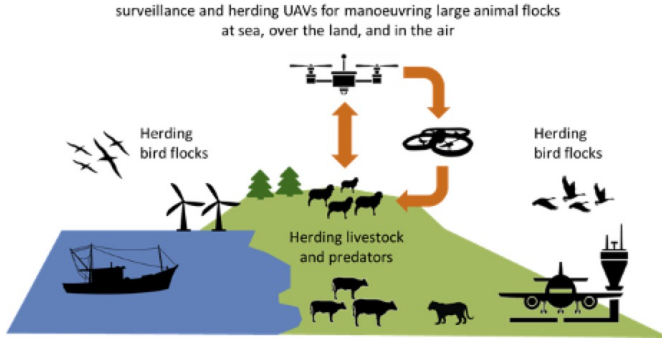 surveillance and herding UAVs for manoeuvring large animal flocks
at sea, over the land, and in the air
Herding
bird flocks
Herding
bird flocks
Herding livestock
and predators